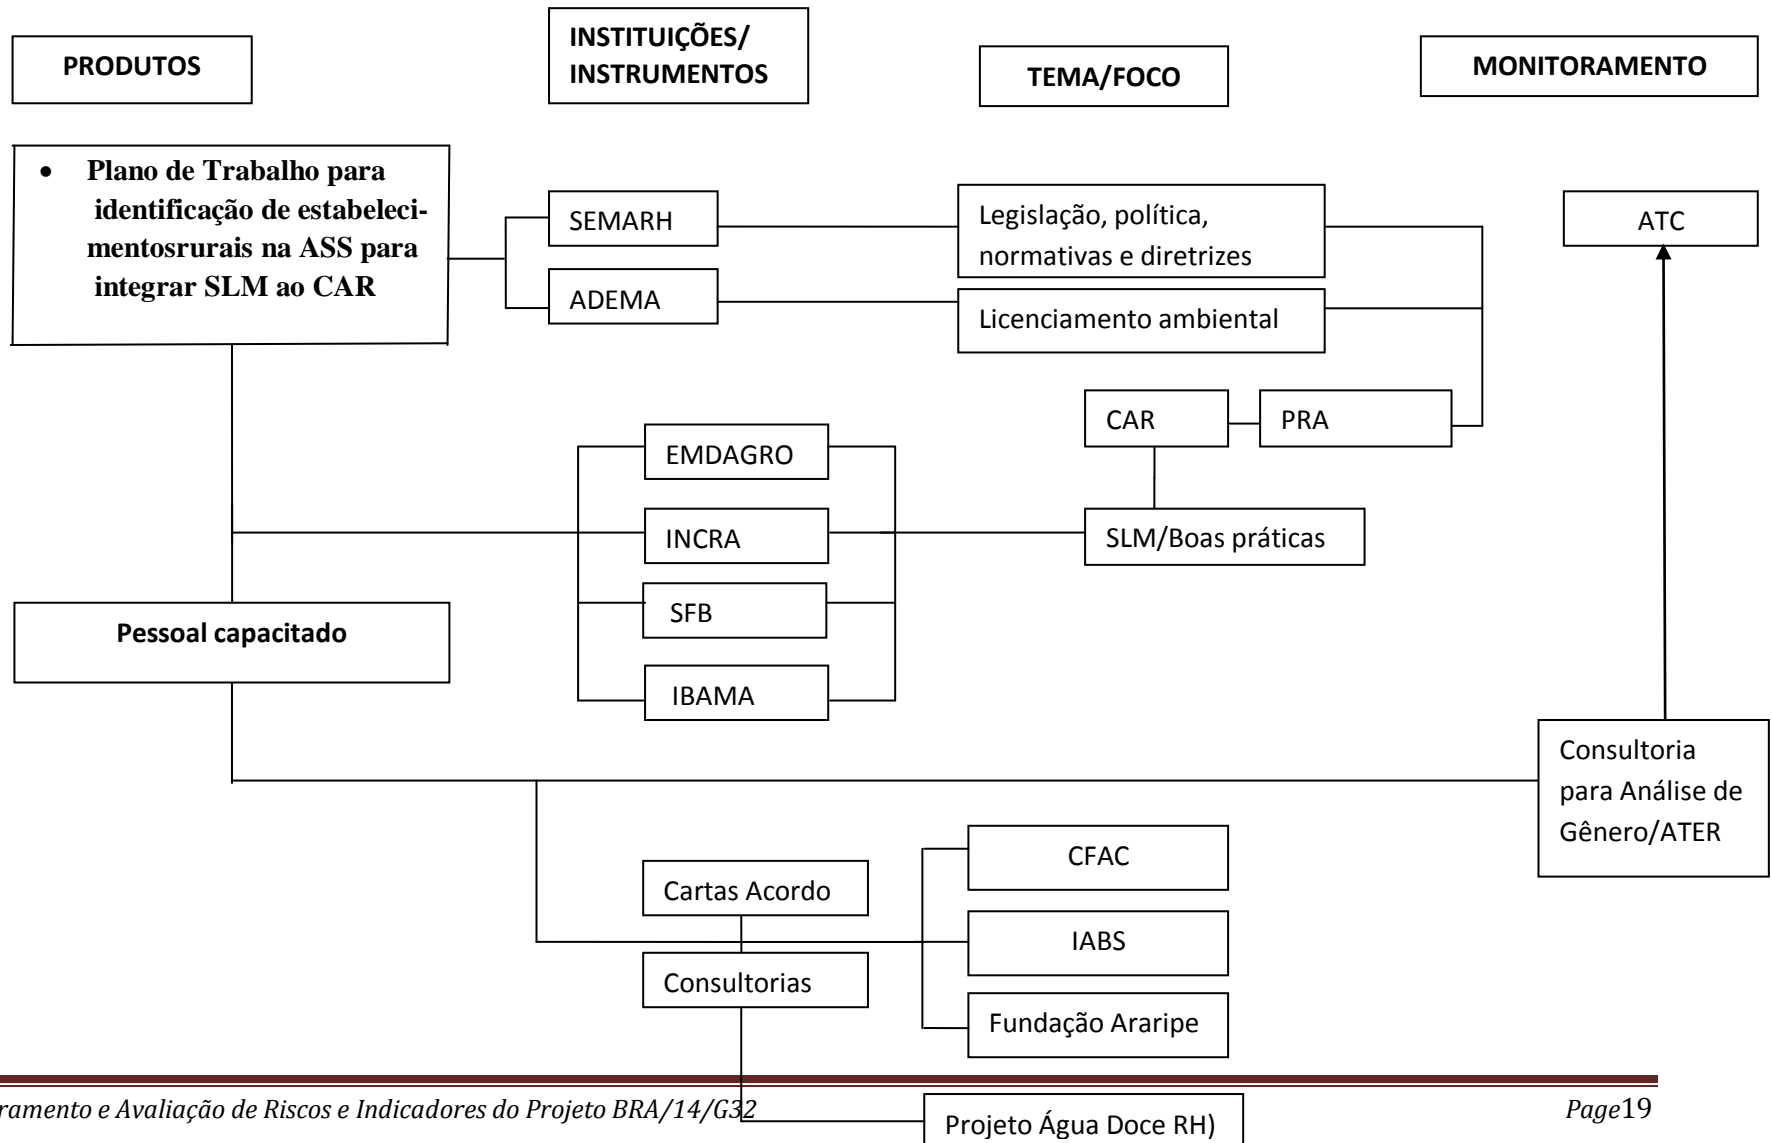 PRODUTOS
INSTITUIÇÕES/
INSTRUMENTOS
TEMA/FOCO
MONITORAMENTO
• Plano de Trabalho para
identificação de estabeleci-
mentosrurais na ASS para
integrar SLM ao CAR
SEMARH
ADEMA
Legislação, política,
normativas e diretrizes
Licenciamento ambiental
ATC
CAR
PRA
EMDAGRO
INCRA
SFB
IBAMA
SLM/Boas práticas
Pessoal capacitado
Consultoria
para Análise de
Gênero/ATER
Cartas Acordo
Consultorias
CFAC
IABS
Fundação Araripe
Projeto Água Doce RH)
ramento e Avaliação de Riscos e Indicadores do Projeto BRA/14/G32
Page19